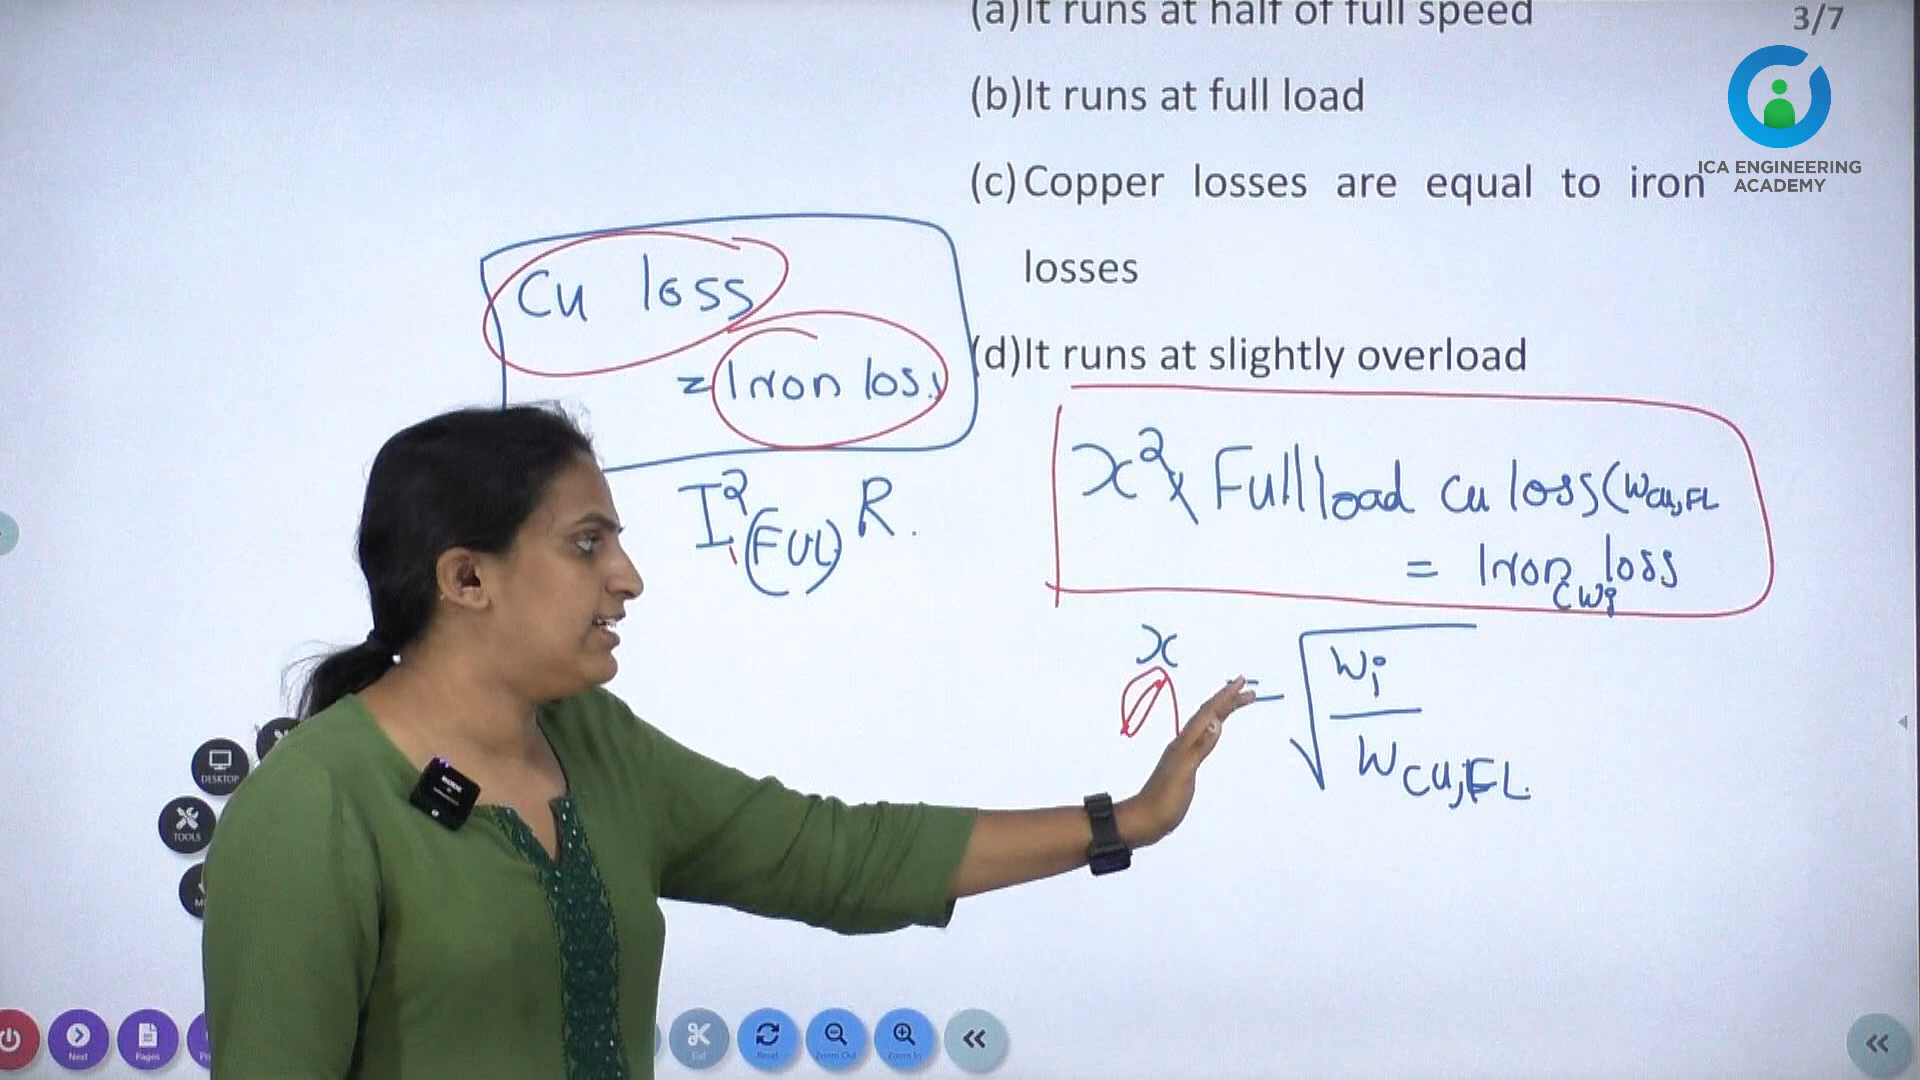 (a) It runs at half of full speed
3/7
(b) It runs at full load
(c) Copper losses are equal to iron
losses
(d) It runs at slightly overload
ICA ENGINEERING
ACADEMY
Cu loss
= Iron loss
I²(FUL) R.
x² x Full load cu loss (Wcu,FL
= Iron loss
(Wi
x = √Wi
WCu,FL.
DESKTOP
TOOLS
Next
Pages
Cut
Reset
Zoom Out
Zoom In